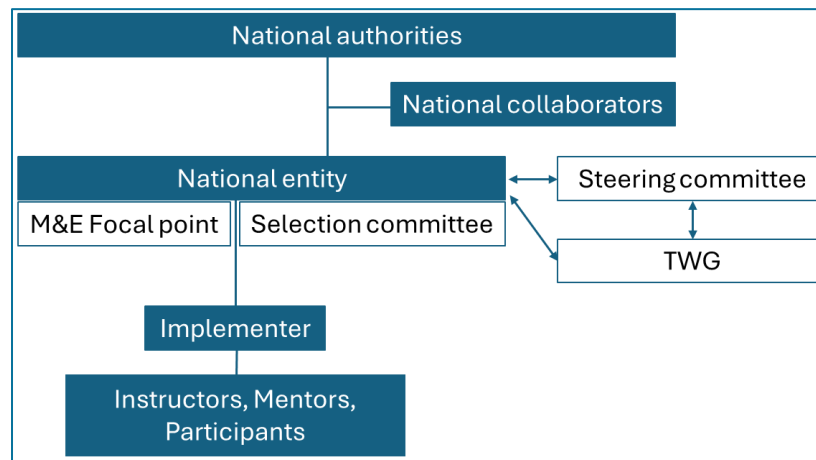 National authorities
National collaborators
National entity
Steering committee
M&E Focal point
Selection committee
TWG
Implementer
Instructors, Mentors,
Participants